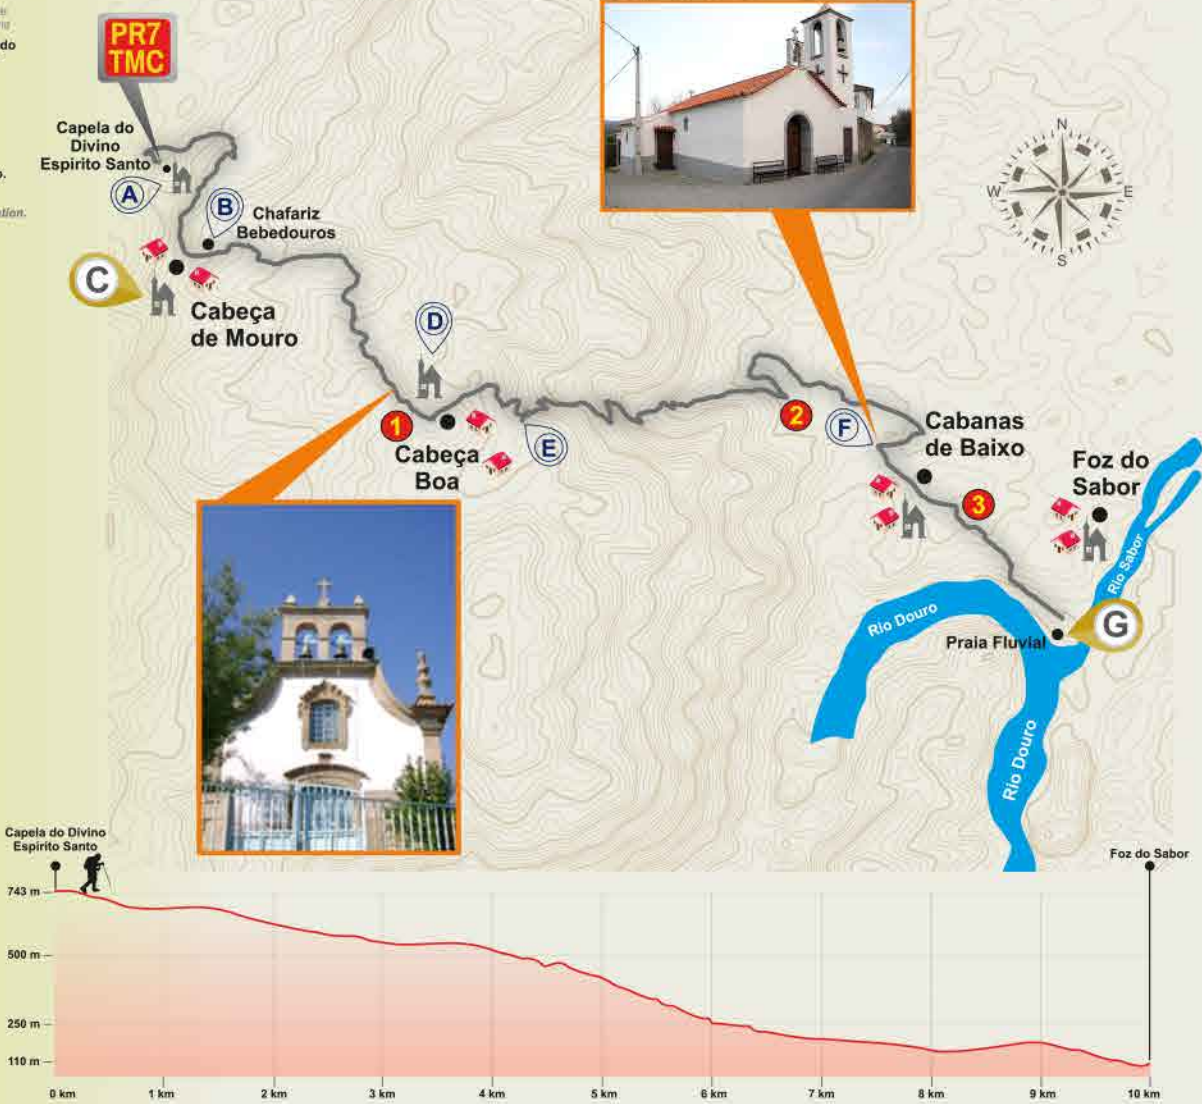 do
PR7
TMC
Capela do
Divino
Espirito Santo
A
B
Chafariz
Bebedouros
C
Cabeça
de Mouro
D
1
Cabeça
Boa
E
N
W
E
S
2
F
Cabanas
de Baixo
3
Foz do
Sabor
Rio Sabor
Rio Douro
Praia Fluvial
G
Rio Douro
Capela do Divino
Espirito Santo
Foz do Sabor
743 m
500 m
250 m
110 m
0 km
1 km
2 km
3 km
4 km
5 km
6 km
7 km
8 km
9 km
10 km